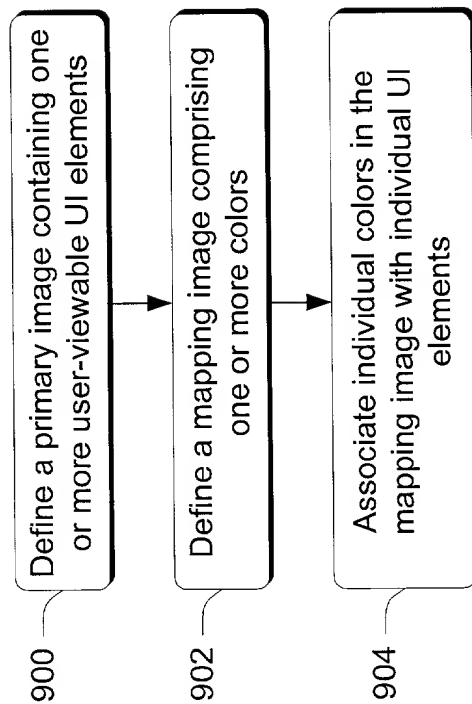 900
Define a primary image containing one
or more user-viewable UI elements
902
Define a mapping image comprising
one or more colors
904
Associate individual colors in the
mapping image with individual UI
elements